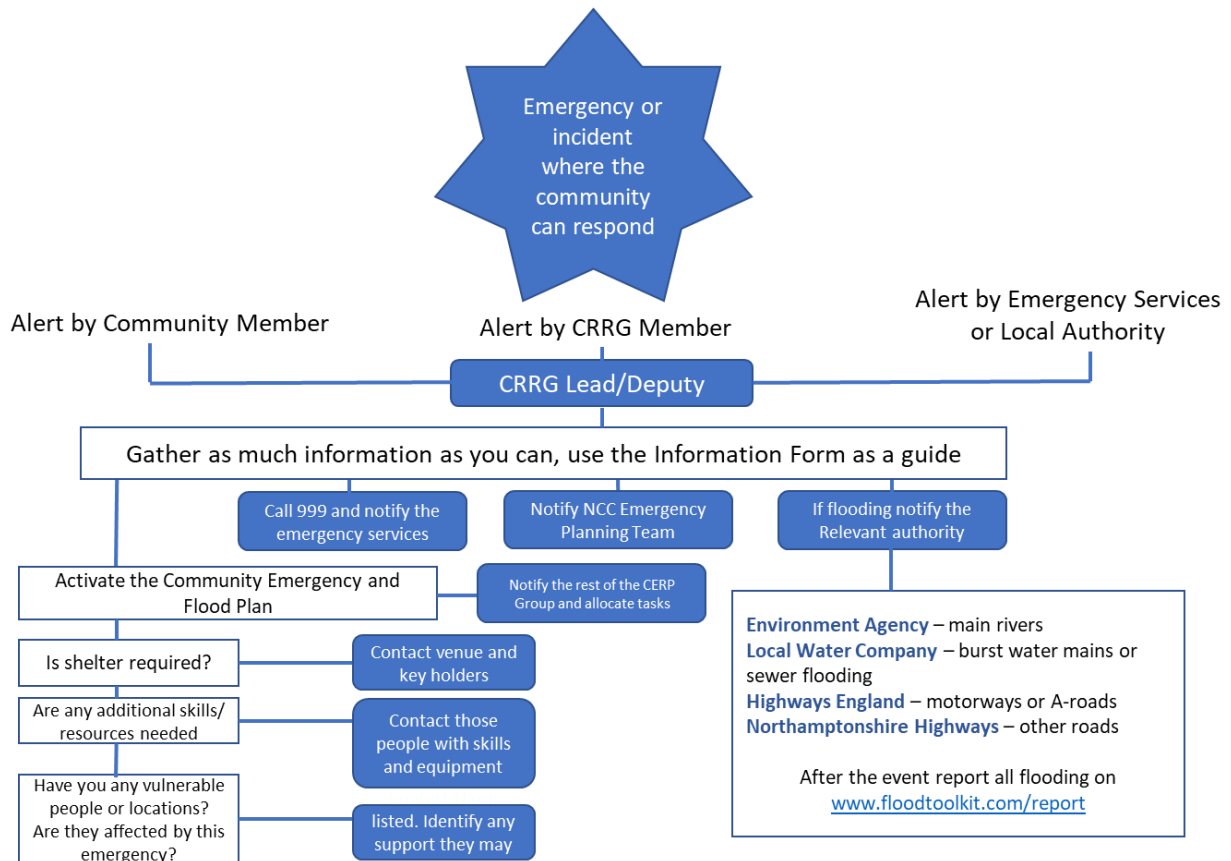 Emergency or
incident
where the
community
can respond
Alert by Community Member
Alert by CRRG Member
Alert by Emergency Services
or Local Authority
CRRG Lead/Deputy
Gather as much information as you can, use the Information Form as a guide
Call 999 and notify the
emergency services
Notify NCC Emergency
Planning Team
If flooding notify the
Relevant authority
Activate the Community Emergency and
Flood Plan
Notify the rest of the CERP
Group and allocate tasks
Is shelter required?
Contact venue and
key holders
Are any additional skills/
resources needed
Contact those
people with skills
and equipment
Have you any vulnerable
people or locations?
Are they affected by this
emergency?
listed. Identify any
support they may
Environment Agency – main rivers
Local Water Company – burst water mains or
sewer flooding
Highways England – motorways or A-roads
Northamptonshire Highways – other roads
After the event report all flooding on
www.floodtoolkit.com/report